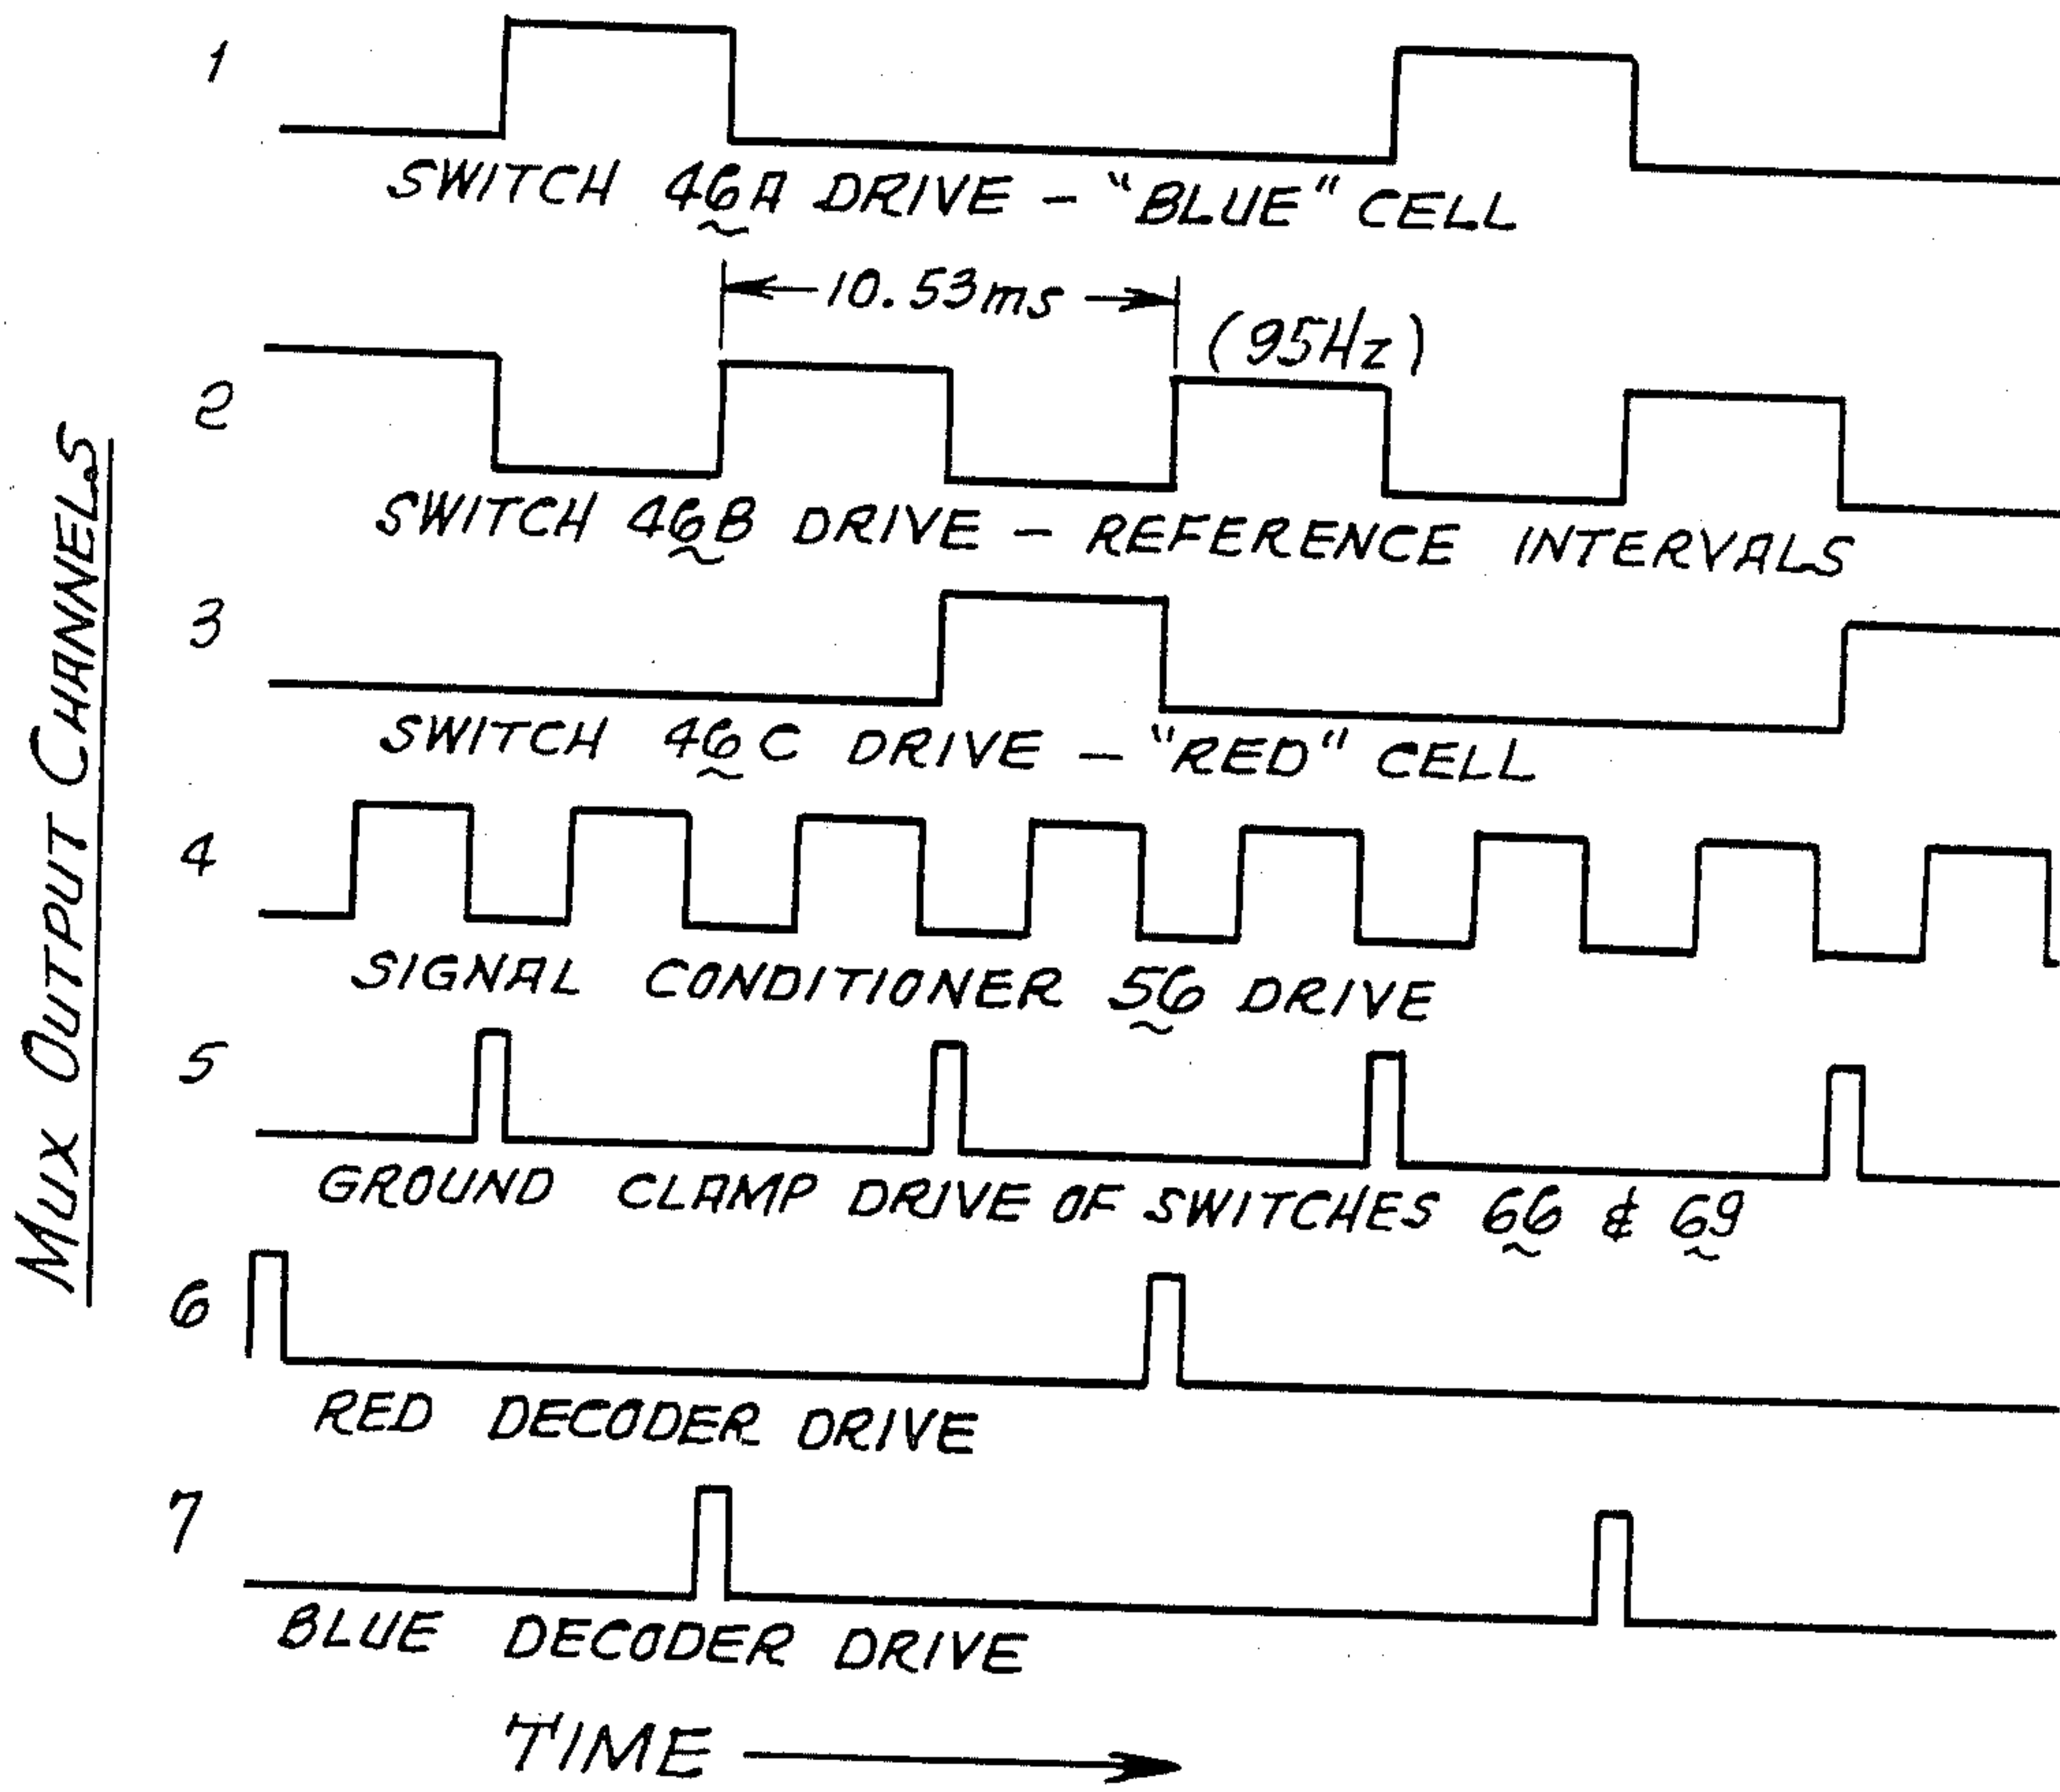 MUX OUTPUT CHANNELS
1
SWITCH 46A DRIVE - "BLUE" CELL
10.53ms
(95Hz)
2
SWITCH 46B DRIVE - REFERENCE INTERVALS
3
SWITCH 46C DRIVE - "RED" CELL
4
SIGNAL CONDITIONER 56 DRIVE
5
GROUND CLAMP DRIVE OF SWITCHES 66 & 69
6
RED DECODER DRIVE
7
BLUE DECODER DRIVE
TIME